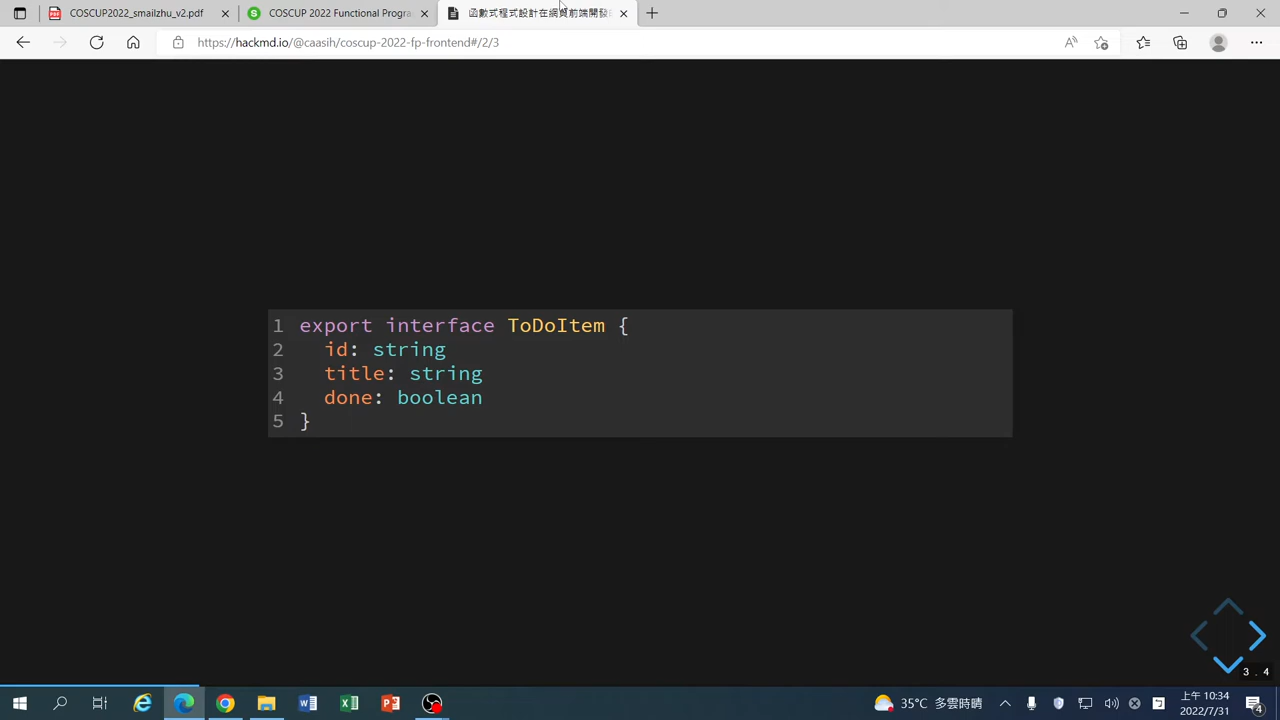 COSCUP2022_smailzhu_v2.pdf
COSCUP 2022 Functional Progra
函數式程式設計在網頁前端開發
https://hackmd.io/@caasih/coscup-2022-fp-frontend#/2/3
1 export interface ToDoItem {
2 id: string
3 title: string
4 done: boolean
5 }
3.4
35°C 多雲時晴
上午 10:34
2022/7/31
4